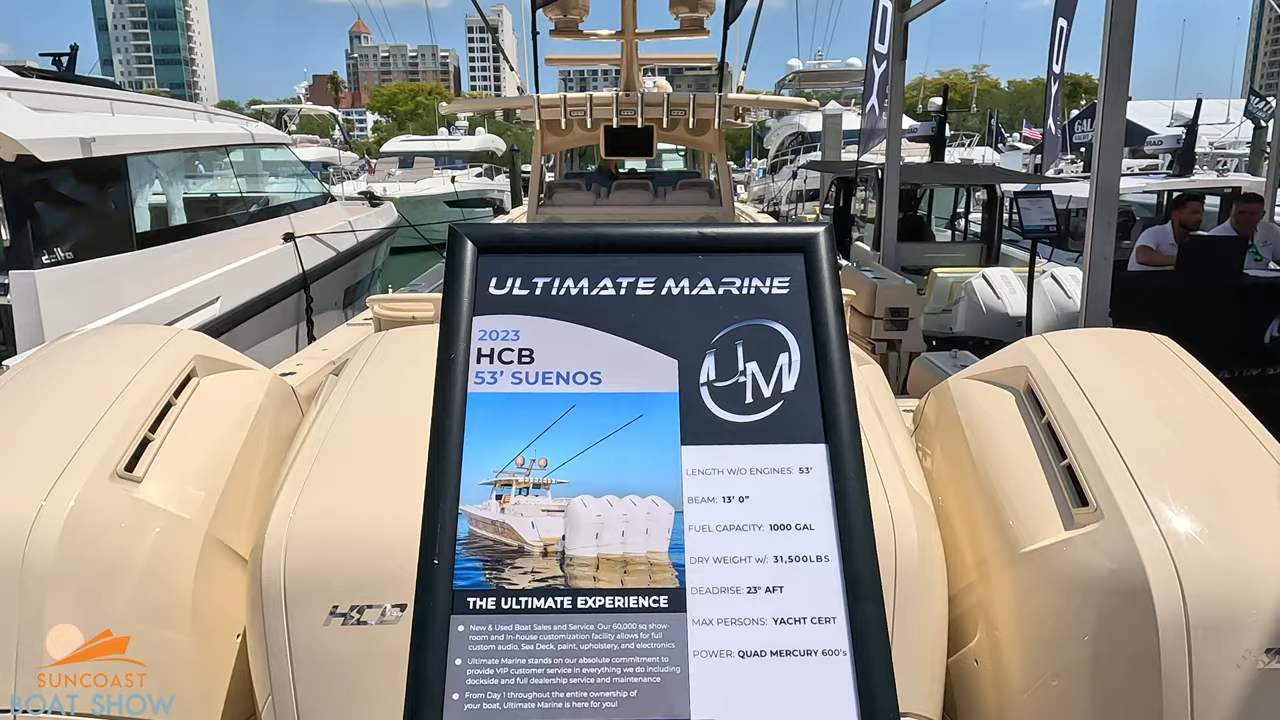 ULTIMATE MARINE
2023
HCB
53' SUENOS
UM
LENGTH W/O ENGINES: 53'
BEAM: 13' 0"
FUEL CAPACITY: 1000 GAL
DRY WEIGHT w/: 31,500LBS
DEADRISE: 23° AFT
MAX PERSONS: YACHT CERT
POWER: QUAD MERCURY 600's
THE ULTIMATE EXPERIENCE
New & Used Boat Sales and Service. Our 60,000 sq show-
room and In-house customization facility allows for full
custom audio, Sea Deck, paint, upholstery, and electronics
Ultimate Marine stands on our absolute commitment to
provide VIP customer service in everything we do including
dockside and full dealership service and maintenance
From Day 1 throughout the entire ownership of
your boat, Ultimate Marine is here for you!
HCB
delta
SUNCOAST
BOAT SHOW